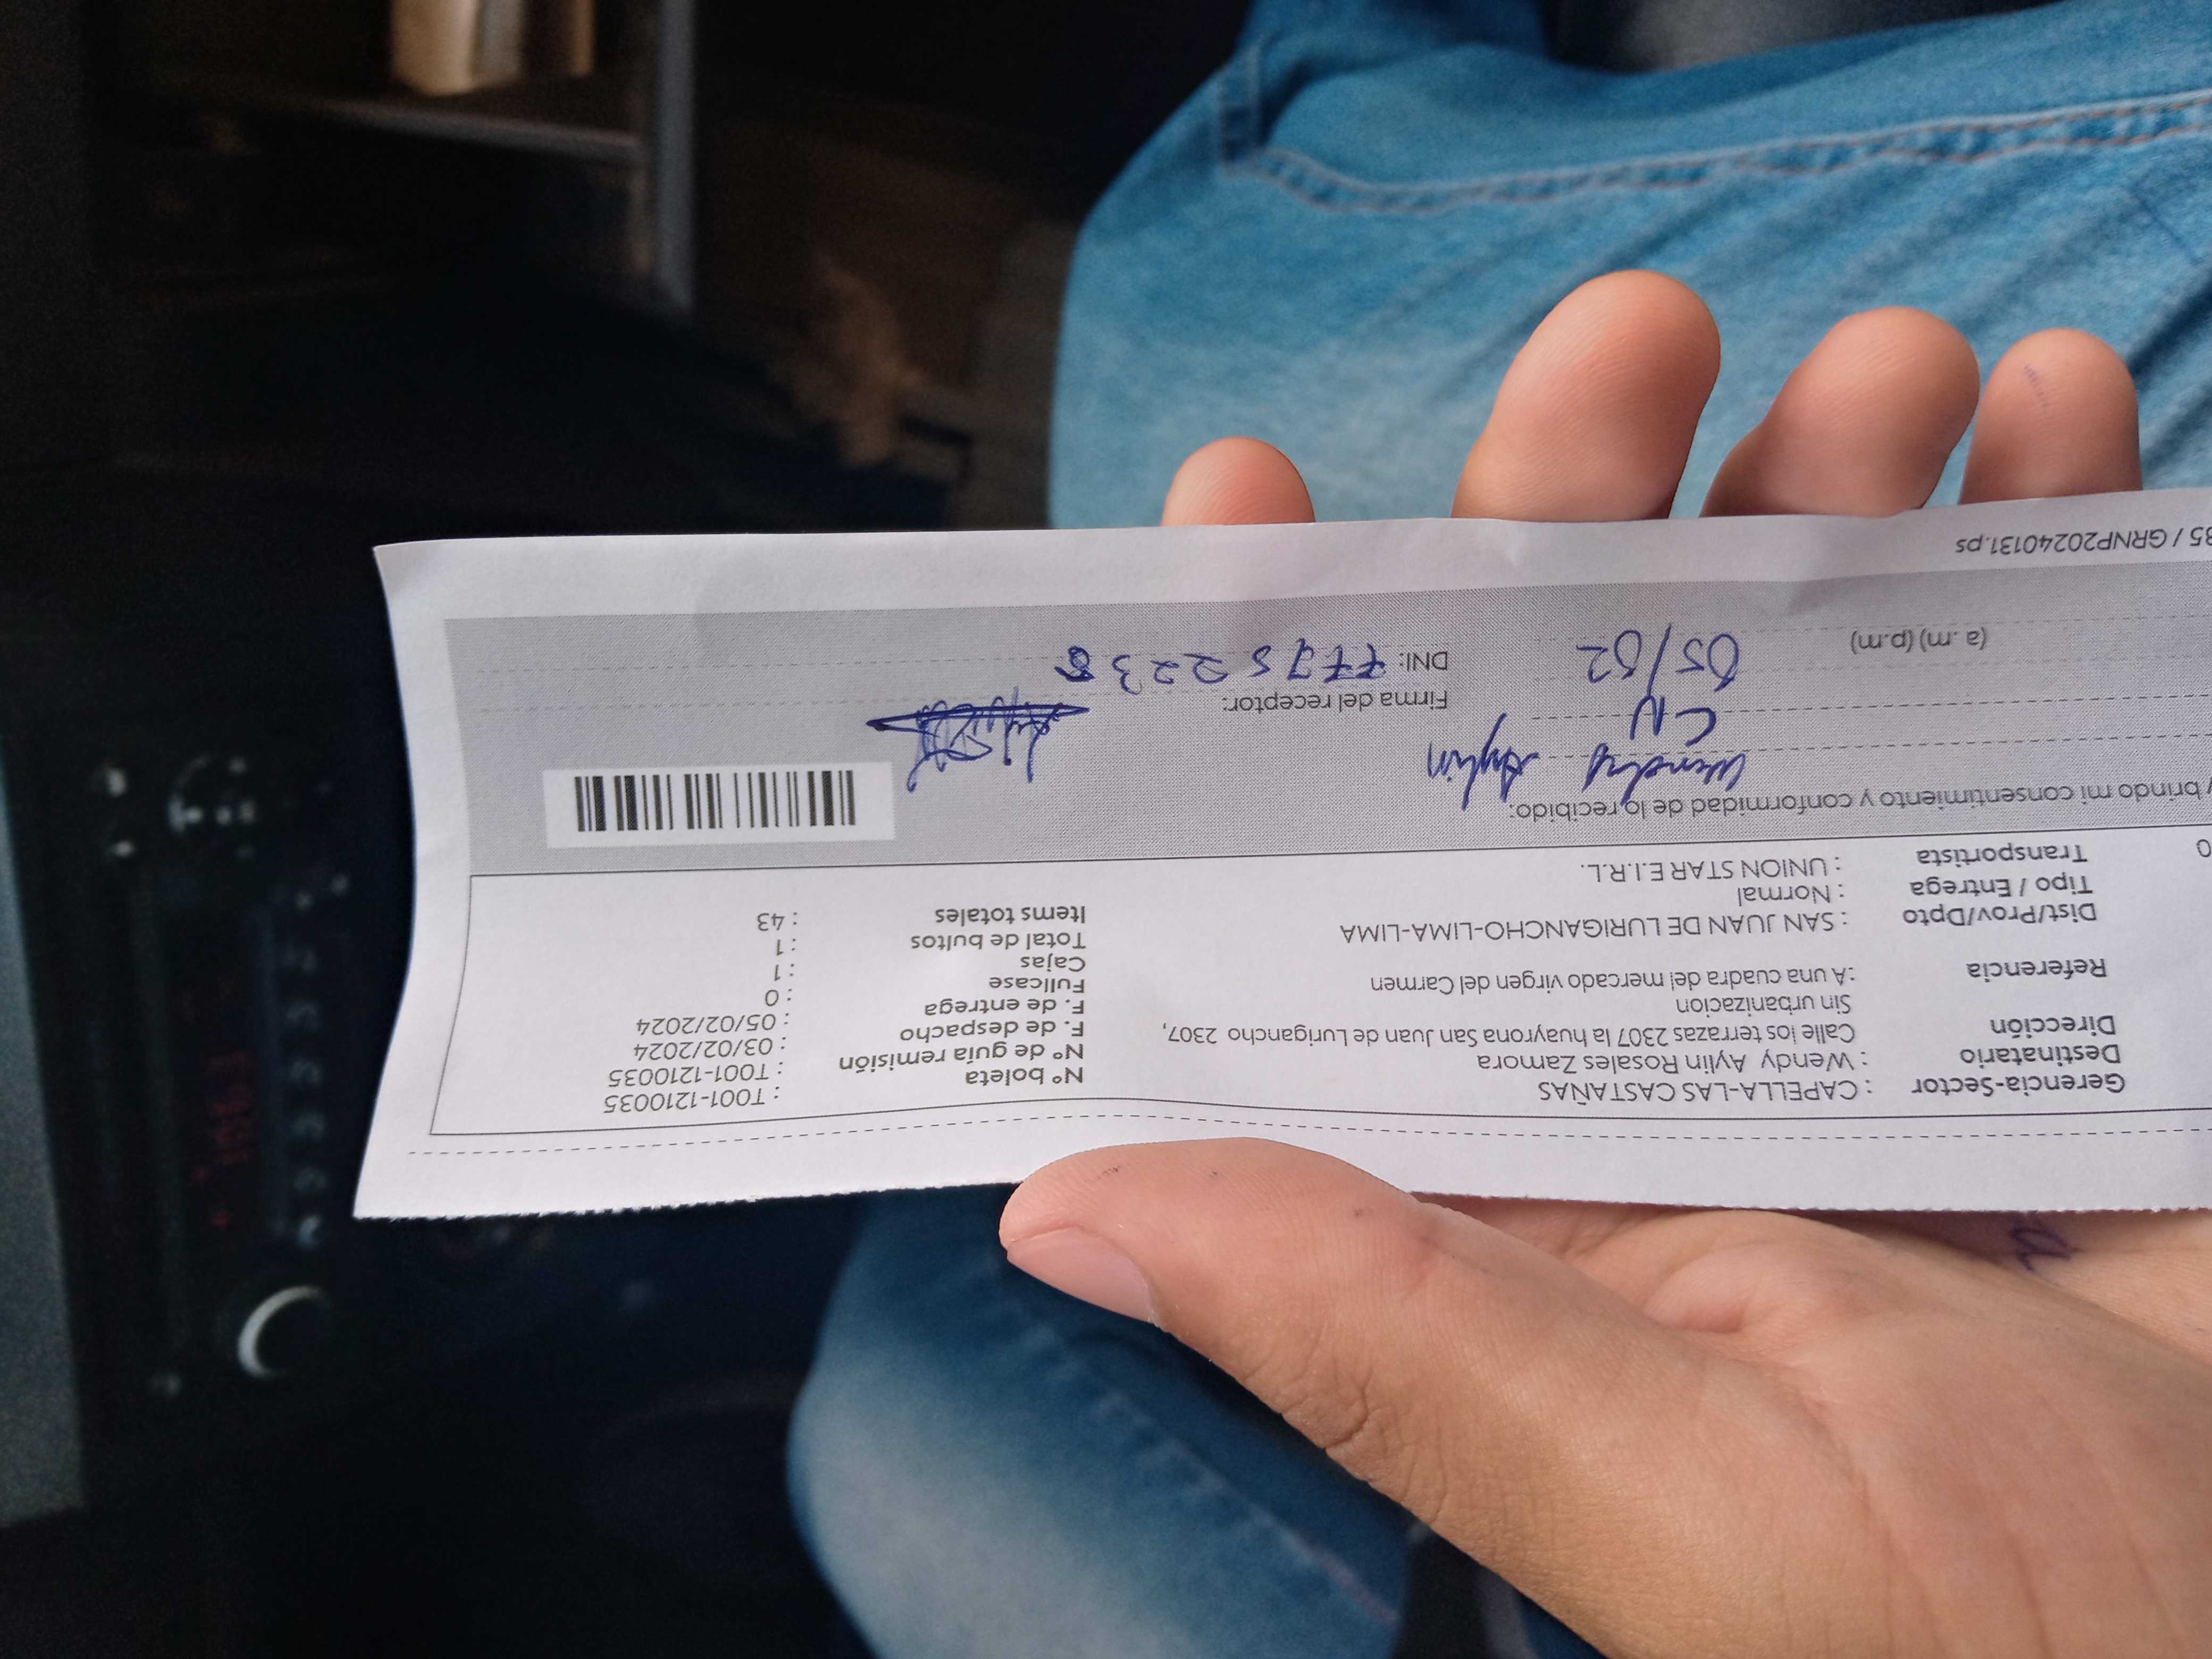 Gerencia-Sector : CAPELLA-LAS CASTAÑAS
Destinatario : Wendy Aylin Rosales Zamora
Dirección Calle los terrazas 2307 la huayrona San Juan de Lurigancho 2307,
Sin urbanizacion
Referencia : A una cuadra del mercado virgen del Carmen
Dist/Prov/Dpto : SAN JUAN DE LURIGANCHO-LIMA-LIMA
Tipo / Entrega : Normal
Transportista : UNION STAR E.I.R.L.
N° boleta : T001-1210035
N° de guía remisión : T001-1210035
F. de despacho : 03/02/2024
F. de entrega : 05/02/2024
Fullcase : 0
Cajas : 1
Total de bultos : 1
Items totales : 43
y brindo mi consentimiento y conformidad de lo recibido:
Wendy Aylin
CN
Firma del receptor:
05/02
(a .m) (p.m)
DNI:
35 / GRNP20240131.ps